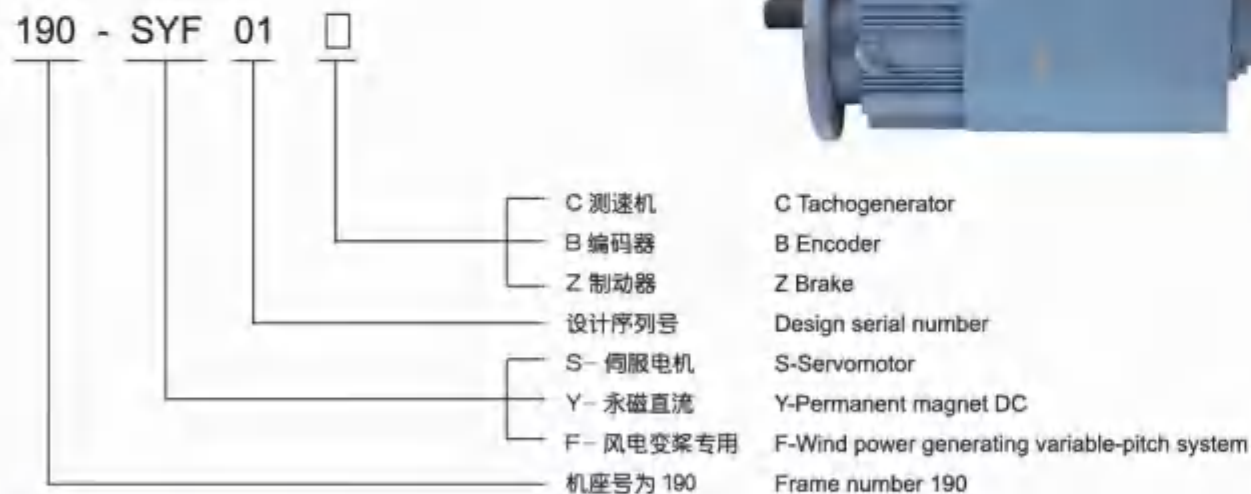 190 - SYF 01 □
C 测速机 C Tachogenerator
B 编码器 B Encoder
Z 制动器 Z Brake
设计序列号 Design serial number
S- 伺服电机 S-Servomotor
Y- 永磁直流 Y-Permanent magnet DC
F- 风电变桨专用 F-Wind power generating variable-pitch system
机座号为 190 Frame number 190